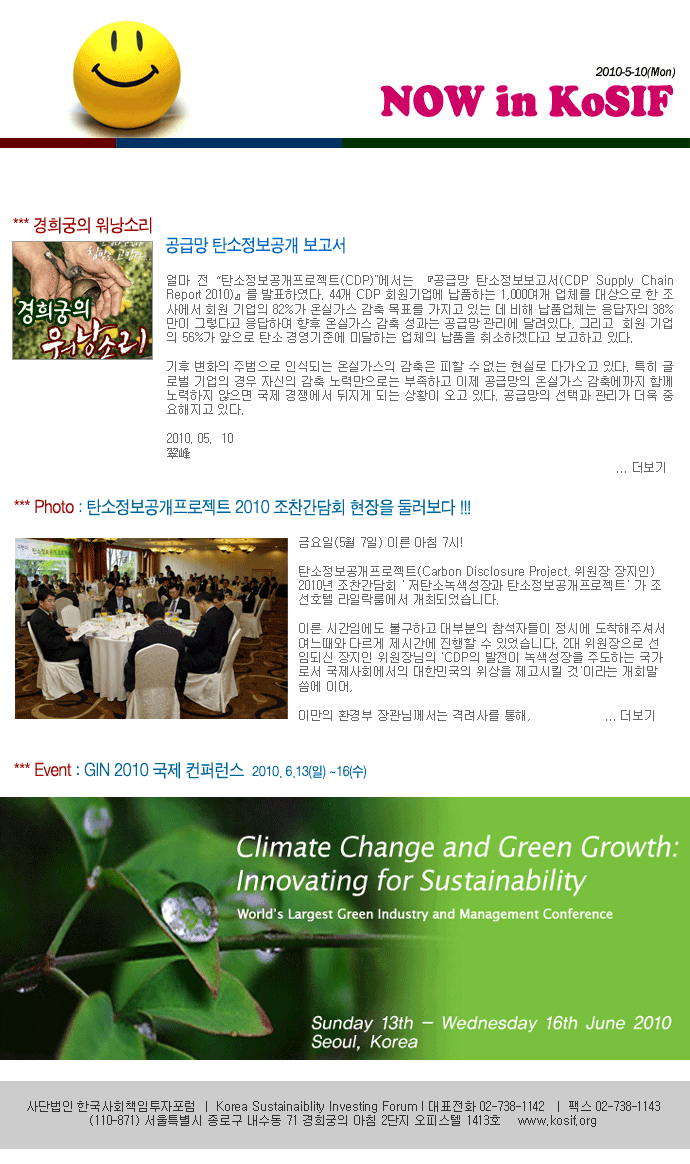 2010-5-10(Mon)
NOW in KoSIF
*** 경희궁의 워낭소리
경희궁의
워낭소리
공급망 탄소정보공개 보고서
얼마 전 “탄소정보공개프로젝트(CDP)”에서는 『공급망 탄소정보보고서(CDP Supply Chain
Report 2010)』를 발표하였다. 44개 CDP 회원기업에 납품하는 1,000여개 업체를 대상으로 한 조
사에서 회원 기업의 82%가 온실가스 감축 목표를 가지고 있는 데 비해 납품업체는 응답자의 38%
만이 그렇다고 응답하여 향후 온실가스 감축 성과는 공급망 관리에 달려있다. 그리고 회원 기업
의 56%가 앞으로 탄소 경영기준에 미달하는 업체의 납품을 취소하겠다고 보고하고 있다.
기후 변화의 주범으로 인식되는 온실가스의 감축은 피할 수 없는 현실로 다가오고 있다. 특히 글
로벌 기업의 경우 자신의 감축 노력만으로는 부족하고 이제 공급망의 온실가스 감축에까지 함께
노력하지 않으면 국제 경쟁에서 뒤지게 되는 상황이 오고 있다. 공급망의 선택과 관리가 더욱 중
요해지고 있다.
2010. 05. 10
翠峰
... 더보기
*** Photo : 탄소정보공개프로젝트 2010 조찬간담회 현장을 둘러보다 !!!
금요일(5월 7일) 이른 아침 7시!
탄소정보공개프로젝트(Carbon Disclosure Project, 위원장 장지인)
2010년 조찬간담회 ' 저탄소녹색성장과 탄소정보공개프로젝트' 가 조
선호텔 라일락룸에서 개최되었습니다.
이른 시간임에도 불구하고 대부분의 참석자들이 정시에 도착해주셔서
여느때와 다르게 제시간에 진행할 수 있었습니다. 2대 위원장으로 선
임되신 장지인 위원장님의 'CDP의 발전이 녹색성장을 주도하는 국가
로서 국제사회에서의 대한민국의 위상을 제고시킬 것'이라는 개회말
씀에 이어,
이만의 환경부 장관님께서는 격려사를 통해, ... 더보기
*** Event : GIN 2010 국제 컨퍼런스 2010. 6.13(일) ~16(수)
Climate Change and Green Growth:
Innovating for Sustainability
World's Largest Green Industry and Management Conference
Sunday 13th – Wednesday 16th June 2010
Seoul, Korea
사단법인 한국사회책임투자포럼 | Korea Sustainaiblity Investing Forum l 대표전화 02-738-1142 | 팩스 02-738-1143
(110-871) 서울특별시 종로구 내수동 71 경희궁의 아침 2단지 오피스텔 1413호 www.kosif.org